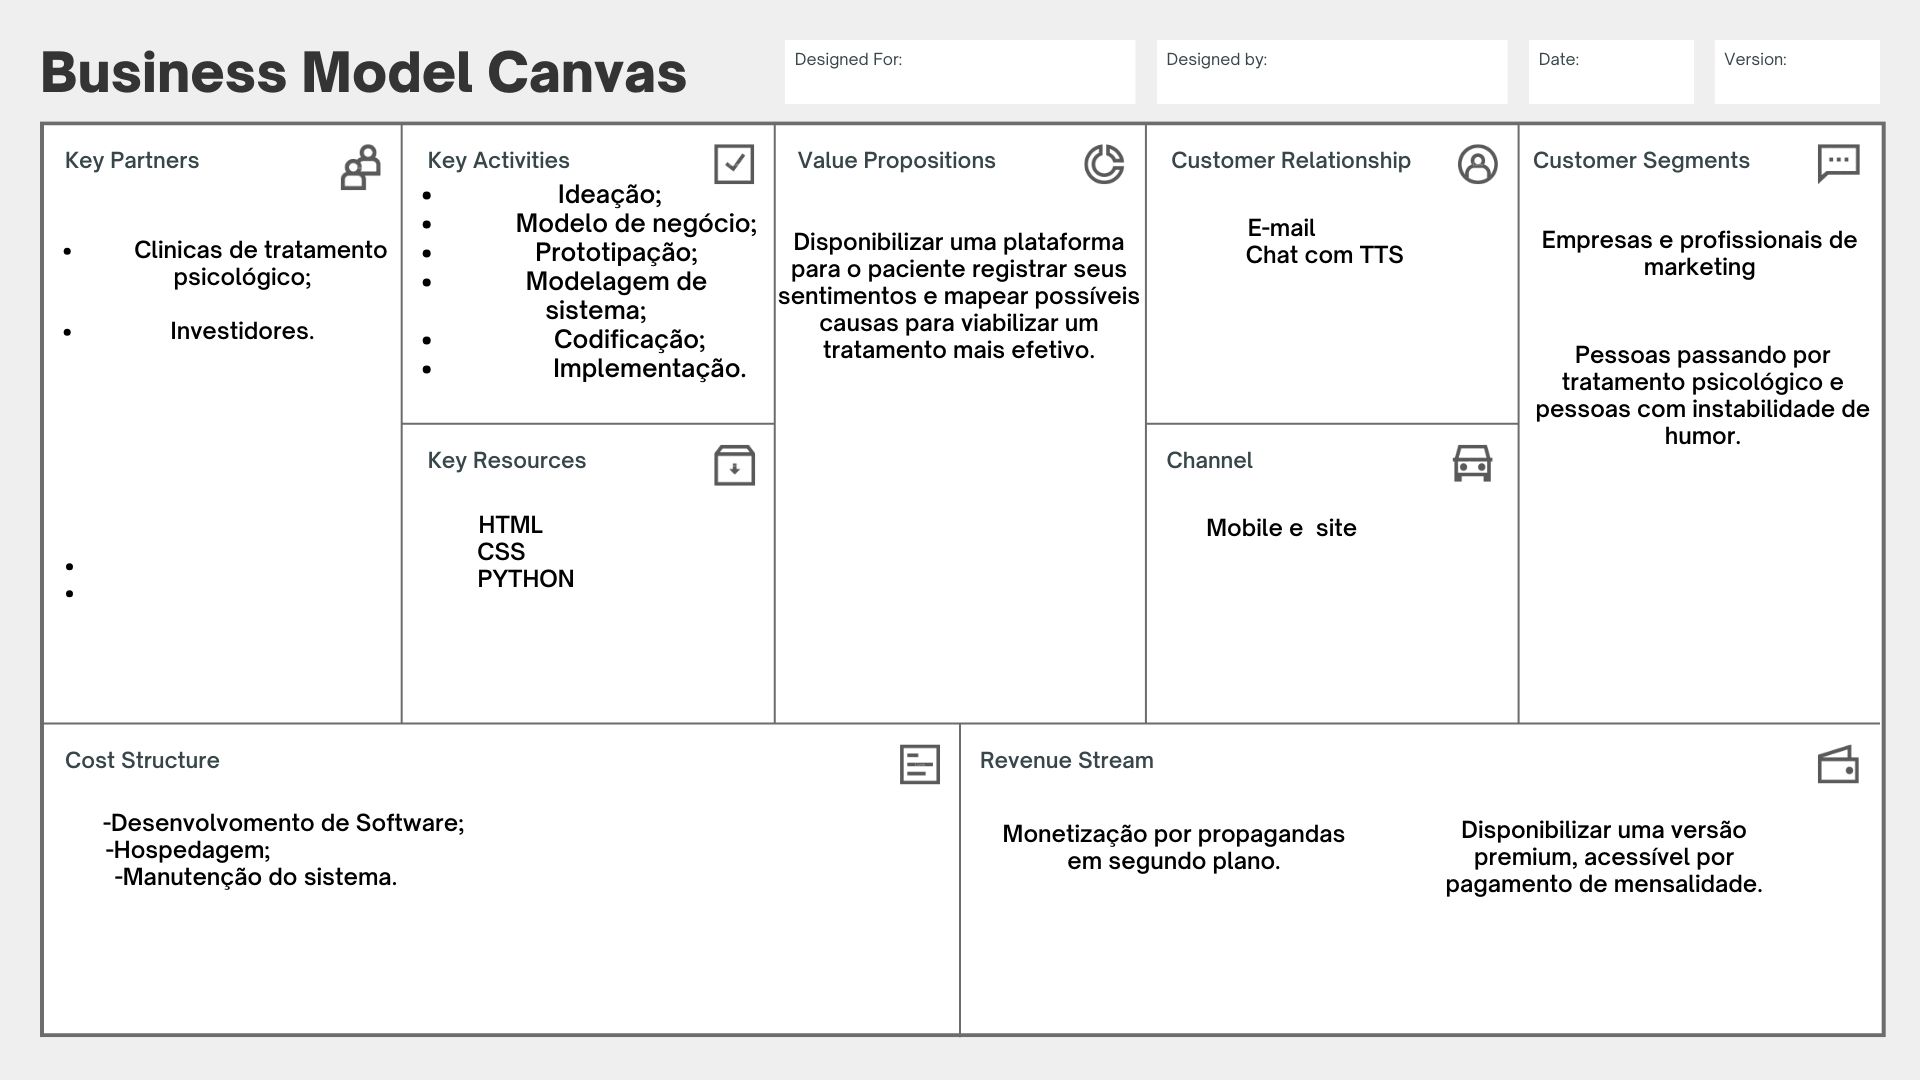 Business Model Canvas
Designed For:
Designed by:
Date:
Version:
Key Partners
• Clinicas de tratamento
psicológico;
• Investidores.
•
•
Key Activities
• Ideação;
• Modelo de negócio;
• Prototipação;
• Modelagem de
sistema;
• Codificação;
• Implementação.
Key Resources
HTML
CSS
PYTHON
Value Propositions
Disponibilizar uma plataforma
para o paciente registrar seus
sentimentos e mapear possíveis
causas para viabilizar um
tratamento mais efetivo.
Customer Relationship
E-mail
Chat com TTS
Channel
Mobile e  site
Customer Segments
Empresas e profissionais de
marketing
Pessoas passando por
tratamento psicológico e
pessoas com instabilidade de
humor.
Cost Structure
-Desenvolvomento de Software;
-Hospedagem;
-Manutenção do sistema.
Revenue Stream
Monetização por propagandas
em segundo plano.
Disponibilizar uma versão
premium, acessível por
pagamento de mensalidade.